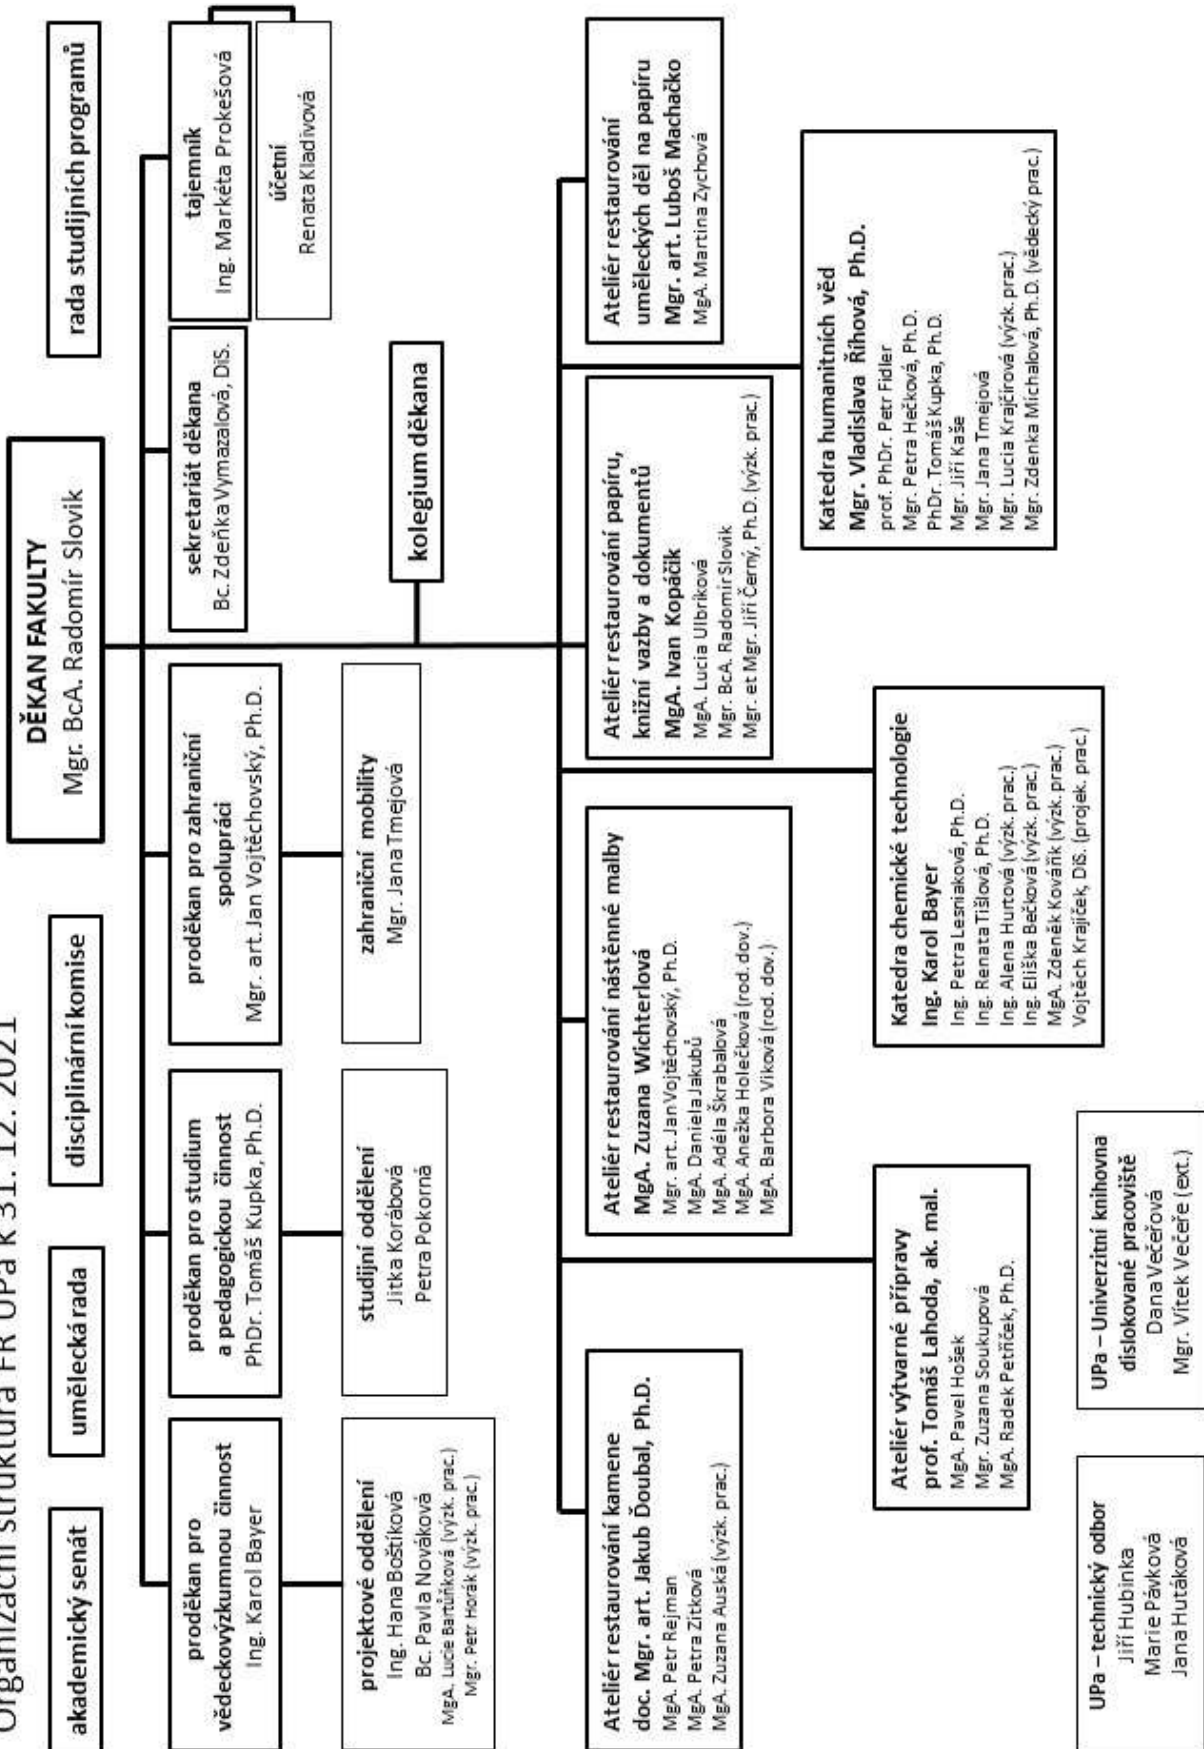 Organizační struktura FR UPa k 31. 12. 2021
akademický senát
umělecká rada
disciplinární komise
DĚKAN FAKULTY
Mgr. BcA. Radomír Slovik
rada studijních programů
proděkan pro
vědeckovýzkumnou činnost
Ing. Karol Bayer
proděkan pro studium
a pedagogickou činnost
PhDr. Tomáš Kupka, Ph.D.
proděkan pro zahraniční
spolupráci
Mgr. art. Jan Vojtěchovský, Ph.D.
sekretariát děkana
Bc. Zdeňka Vymazalová, DiS.
tajemník
Ing. Markéta Prokešová
účetní
Renata Kladivová
projektové oddělení
Ing. Hana Boštíková
Bc. Pavla Nováková
MgA. Lucie Bartůňková (výzk. prac.)
Mgr. Petr Horák (výzk. prac.)
studijní oddělení
Jitka Korábová
Petra Pokorná
zahraniční mobility
Mgr. Jana Tmejová
kolegium děkana
Ateliér restaurování kamene
doc. Mgr. art. Jakub Ďoubal, Ph.D.
MgA. Petr Rejman
MgA. Petra Zítková
MgA. Zuzana Auská (výzk. prac.)
Ateliér restaurování nástěnné malby
MgA. Zuzana Wichterlová
Mgr. art. Jan Vojtěchovský, Ph.D.
MgA. Daniela Jakubů
MgA. Adéla Škrabalová
MgA. Anežka Holečková (rod. dov.)
MgA. Barbora Viková (rod. dov.)
Ateliér restaurování papíru,
knižní vazby a dokumentů
MgA. Ivan Kopáčik
MgA. Lucia Ulbriková
Mgr. BcA. Radomír Slovik
Mgr. et Mgr. Jiří Černý, Ph.D. (výzk. prac.)
Ateliér restaurování
uměleckých děl na papíru
Mgr. art. Luboš Machačko
MgA. Martina Zychová
Ateliér výtvarné přípravy
prof. Tomáš Lahoda, ak. mal.
MgA. Pavel Hošek
Mgr. Zuzana Soukupová
MgA. Radek Petříček, Ph.D.
Katedra chemické technologie
Ing. Karol Bayer
Ing. Petra Lesniaková, Ph.D.
Ing. Renata Tišlová, Ph.D.
Ing. Alena Hurtová (výzk. prac.)
Ing. Eliška Bečková (výzk. prac.)
MgA. Zdeněk Kovářík (výzk. prac.)
Vojtěch Krajíček, DiS. (projek. prac.)
Katedra humanitních věd
Mgr. Vladislava Říhová, Ph.D.
prof. PhDr. Petr Fidler
Mgr. Petra Hečková, Ph.D.
PhDr. Tomáš Kupka, Ph.D.
Mgr. Jiří Kaše
Mgr. Jana Tmejová
Mgr. Lucia Krajčírová (výzk. prac.)
Mgr. Zdenka Míchalová, Ph.D. (vědecký prac.)
UPa – technický odbor
Jiří Hubinka
Marie Pávková
Jana Hutáková
UPa – Univerzitní knihovna
dislokované pracoviště
Dana Večeřová
Mgr. Vítek Večeře (ext.)